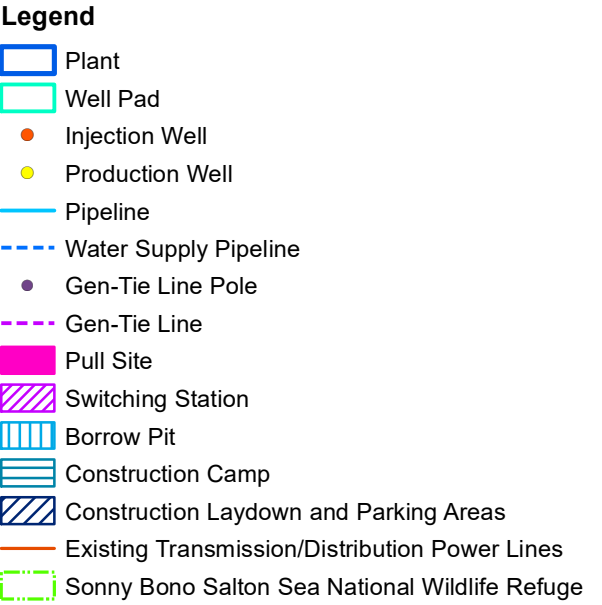 Legend
Plant
Well Pad
Injection Well
Production Well
Pipeline
Water Supply Pipeline
Gen-Tie Line Pole
Gen-Tie Line
Pull Site
Switching Station
Borrow Pit
Construction Camp
Construction Laydown and Parking Areas
Existing Transmission/Distribution Power Lines
Sonny Bono Salton Sea National Wildlife Refuge